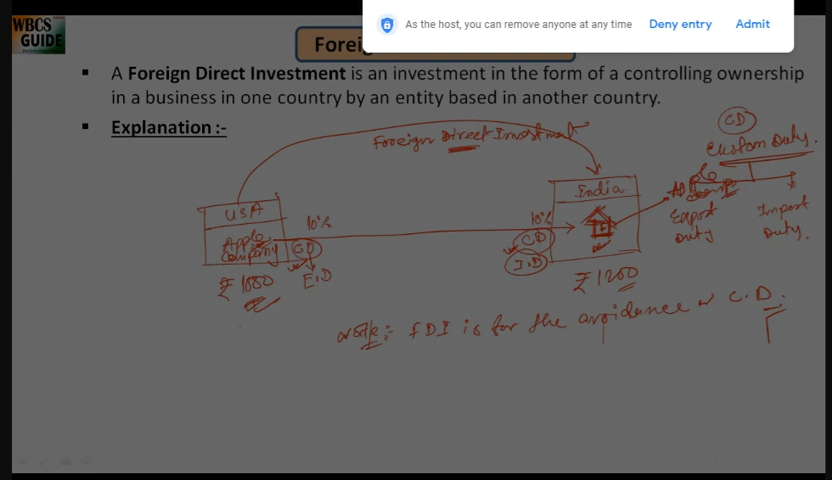 WBCS
GUIDE
As the host, you can remove anyone at any time Deny entry Admit
▪ A Foreign Direct Investment is an investment in the form of a controlling ownership
in a business in one country by an entity based in another country.
▪ Explanation :-
Foreign Direct Investment
CD
Custom Duty.
USA
Apple
Company
10%
CD
E.D
₹ 1000
India
10%
CD
I.D
₹ 1200
Export
Duty
Import
Duty.
Note:- FDI is for the avoidance of C.D.